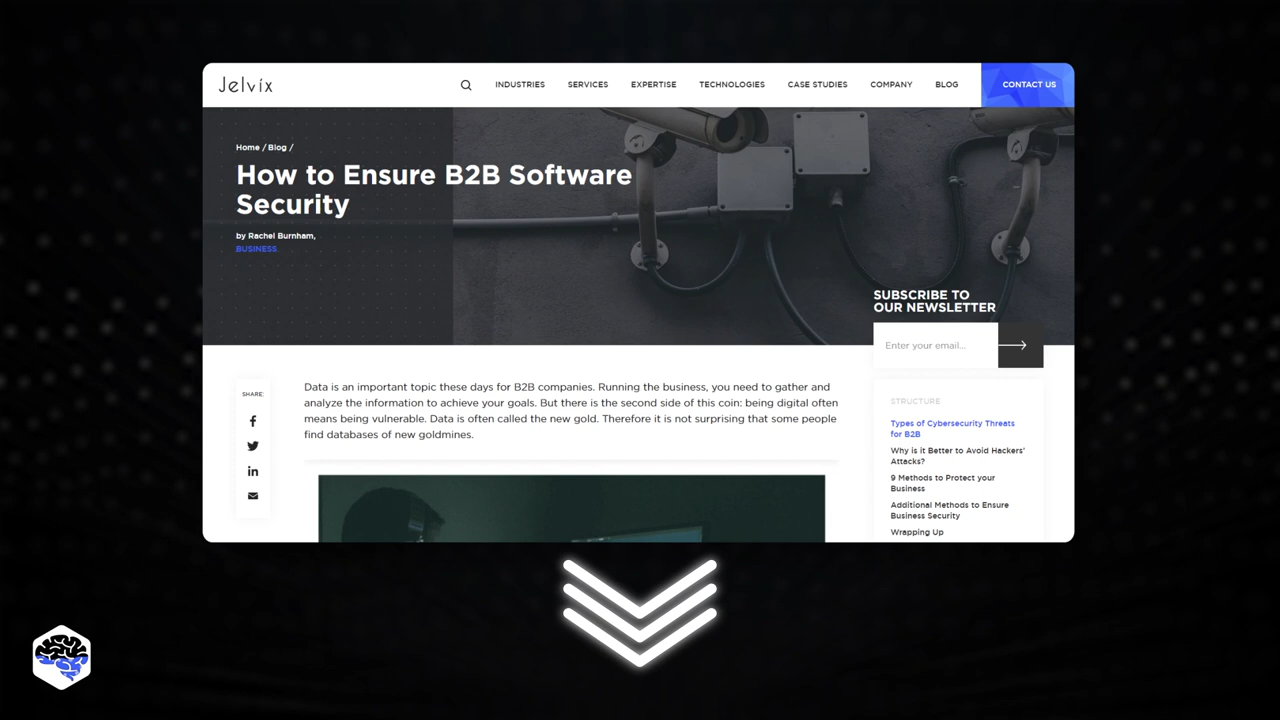 Jelvix
INDUSTRIES
SERVICES
EXPERTISE
TECHNOLOGIES
CASE STUDIES
COMPANY
BLOG
CONTACT US
Home / Blog /
How to Ensure B2B Software
Security
by Rachel Burnham,
BUSINESS
SUBSCRIBE TO
OUR NEWSLETTER
Enter your email...
SHARE:
Data is an important topic these days for B2B companies. Running the business, you need to gather and
analyze the information to achieve your goals. But there is the second side of this coin: being digital often
means being vulnerable. Data is often called the new gold. Therefore it is not surprising that some people
find databases of new goldmines.
STRUCTURE
Types of Cybersecurity Threats
for B2B
Why is it Better to Avoid Hackers'
Attacks?
9 Methods to Protect your
Business
Additional Methods to Ensure
Business Security
Wrapping Up